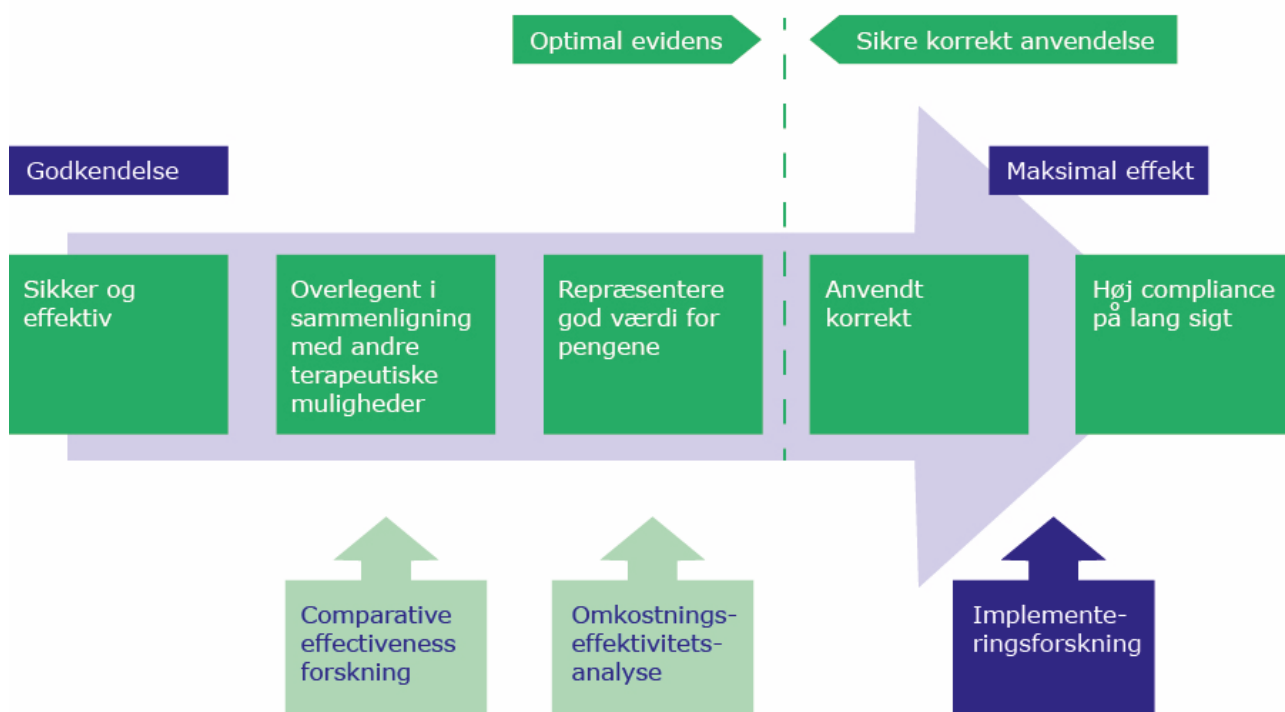 Optimal evidens
Sikre korrekt anvendelse
Godkendelse
Maksimal effekt
Sikker og
effektiv
Overlegent i
sammenligning
med andre
terapeutiske
muligheder
Repræsentere
god værdi for
pengene
Anvendt
korrekt
Høj compliance
på lang sigt
Comparative
effectiveness
forskning
Omkostnings-
effektivitets-
analyse
Implemente-
ringsforskning